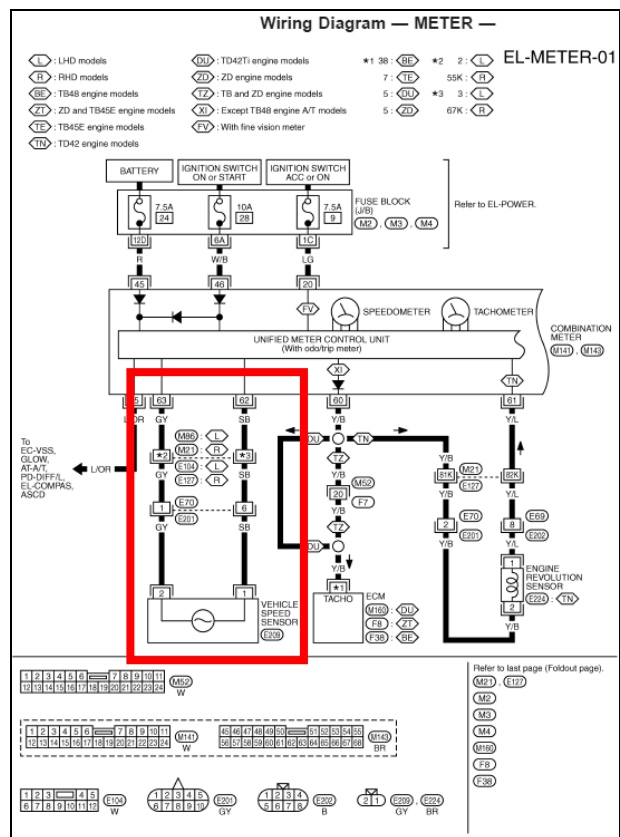 Wiring Diagram — METER —
EL-METER-01
L : LHD models
R : RHD models
BE : TB48 engine models
ZT : ZD and TB45E engine models
TE : TB45E engine models
TN : TD42 engine models
DU : TD42Ti engine models
ZD : ZD engine models
TZ : TB and ZD engine models
XI : Except TB48 engine A/T models
FV : With fine vision meter
★1 38 : BE ★2 2 : L
7 : TE 55K : R
5 : DU ★3 3 : L
5 : ZD 67K : R
BATTERY
IGNITION SWITCH
ON or START
IGNITION SWITCH
ACC or ON
7.5A
24
10A
28
7.5A
9
FUSE BLOCK
(J/B)
M2 , M3 , M4
Refer to EL-POWER.
12D 6A 1C
R W/B LG
45 46 20
FV
SPEEDOMETER
TACHOMETER
UNIFIED METER CONTROL UNIT
(With odo/trip meter)
COMBINATION
METER
M141 , M143
XI
TN
63 62 60 61
L/OR GY SB Y/B Y/L
M86 : L
M21 : R
E104 : L
E127 : R
★2 ★3
GY SB
1 E70 6
E201
GY SB
2 1
VEHICLE
SPEED
SENSOR
E209
To
EC-VSS,
GLOW,
AT-A/T,
PD-DIFF/L,
EL-COMPAS,
ASCD
L/OR
DU TN
TZ
Y/B
20 M52
F7
Y/B
TZ
DU
Y/B
★1
TACHO
ECM
M160 : DU
F8 : ZT
F38 : BE
Y/B Y/L
81K M21 82K
E127
Y/B Y/L
2 E70 8 E69
E201 E202
Y/B Y/L
1
ENGINE
REVOLUTION
SENSOR
E224 : TN
2
Y/B
1 2 3 4 5 6 7 8 9 10 11
12 13 14 15 16 17 18 19 20 21 22 23 24
M52
W
1 2 3 4 5 6 7 8 9 10 11
12 13 14 15 16 17 18 19 20 21 22 23 24
M141
W
45 46 47 48 49 50 51 52 53 54 55
56 57 58 59 60 61 62 63 64 65 66 67 68
M143
BR
1 2 3 4 5
6 7 8 9 10 11 12
E104
W
1 2 3 4 5
6 7 8 9 10
E201
GY
1 2 3 4
5 6 7 8
E202
B
2 1
E209 , E224
GY BR
Refer to last page (Foldout page).
M21 , E127
M2
M3
M4
M160
F8
F38